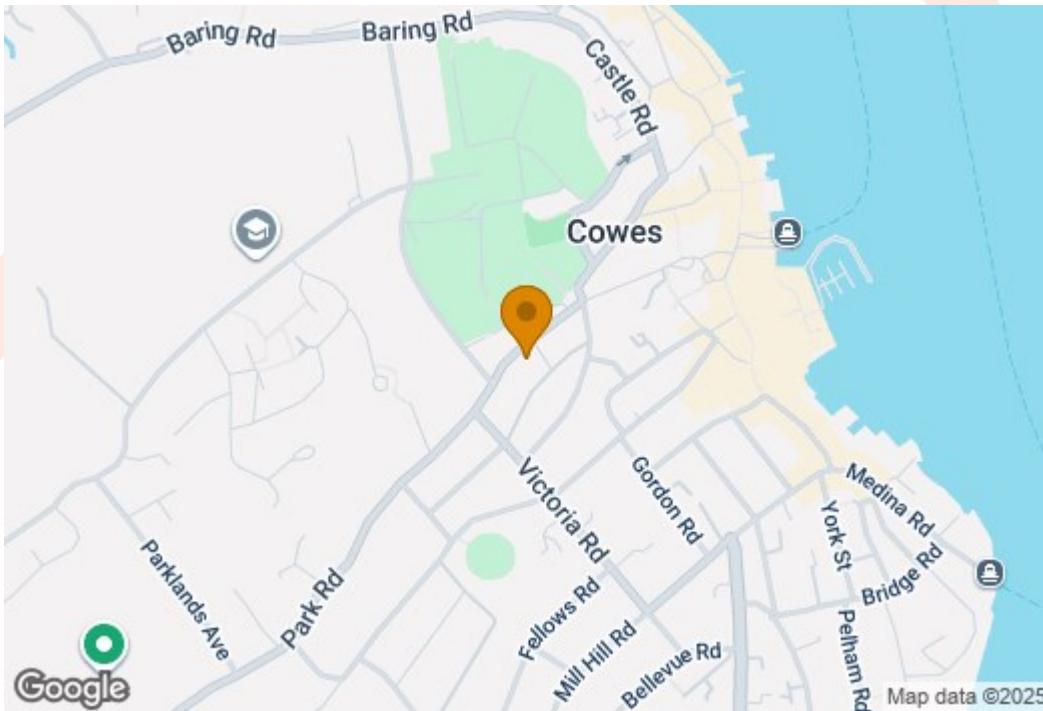 Baring Rd
Baring Rd
Castle Rd
Cowes
Victoria Rd
Gordon Rd
Medina Rd
York St
Bridge Rd
Parklands Ave
Park Rd
Fellows Rd
Mill Hill Rd
Bellevue Rd
Pelham Rd
Google
Map data ©2025